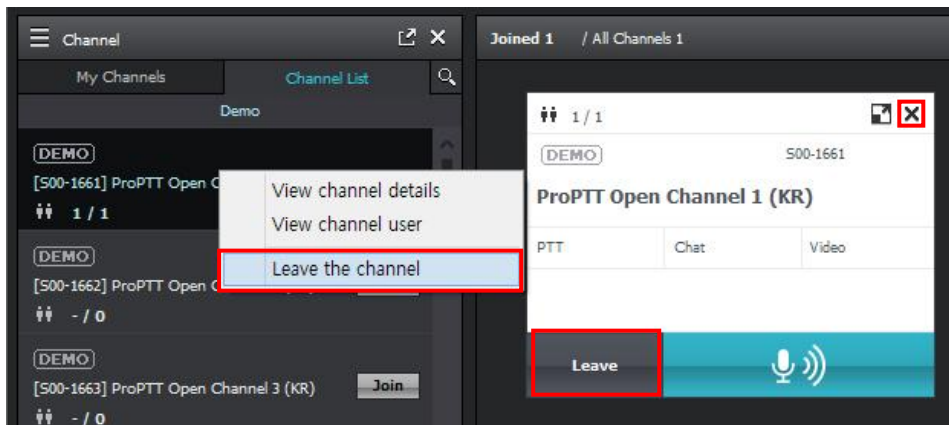 Channel
My Channels
Channel List
Demo
DEMO
[S00-1661] ProPTT Open C
1 / 1
View channel details
View channel user
Leave the channel
DEMO
[S00-1662] ProPTT Open C
- / 0
DEMO
[S00-1663] ProPTT Open Channel 3 (KR)
Join
- / 0
Joined 1 / All Channels 1
1 / 1
DEMO
S00-1661
ProPTT Open Channel 1 (KR)
PTT Chat Video
Leave